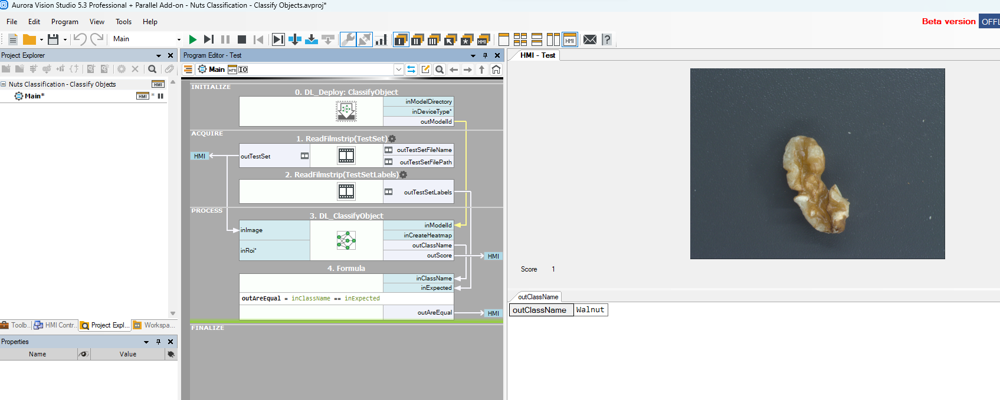 Aurora Vision Studio 5.3 Professional + Parallel Add-on - Nuts Classification - Classify Objects.avproj*
File Edit Program View Tools Help
Beta version
Main
HMI
Project Explorer
Nuts Classification - Classify Objects HMI
Main* HMI *
Toolb... HMI Contr... Project Expl... Workspa...
Properties
Name Value
Program Editor - Test
Main HMI IO
INITIALIZE
0. DL_Deploy: ClassifyObject
inModelDirectory
inDeviceType*
outModelId
ACQUIRE
1. ReadFilmstrip(TestSet)
HMI
outTestSet
outTestSetFileName
outTestSetFilePath
2. ReadFilmstrip(TestSetLabels)
outTestSetLabels
PROCESS
3. DL_ClassifyObject
inImage
inRoi*
inModelId
inCreateHeatmap
outClassName
outScore
HMI
4. Formula
inClassName
inExpected
outAreEqual = inClassName == inExpected
outAreEqual
HMI
FINALIZE
HMI - Test
Score 1
outClassName
outClassName Walnut